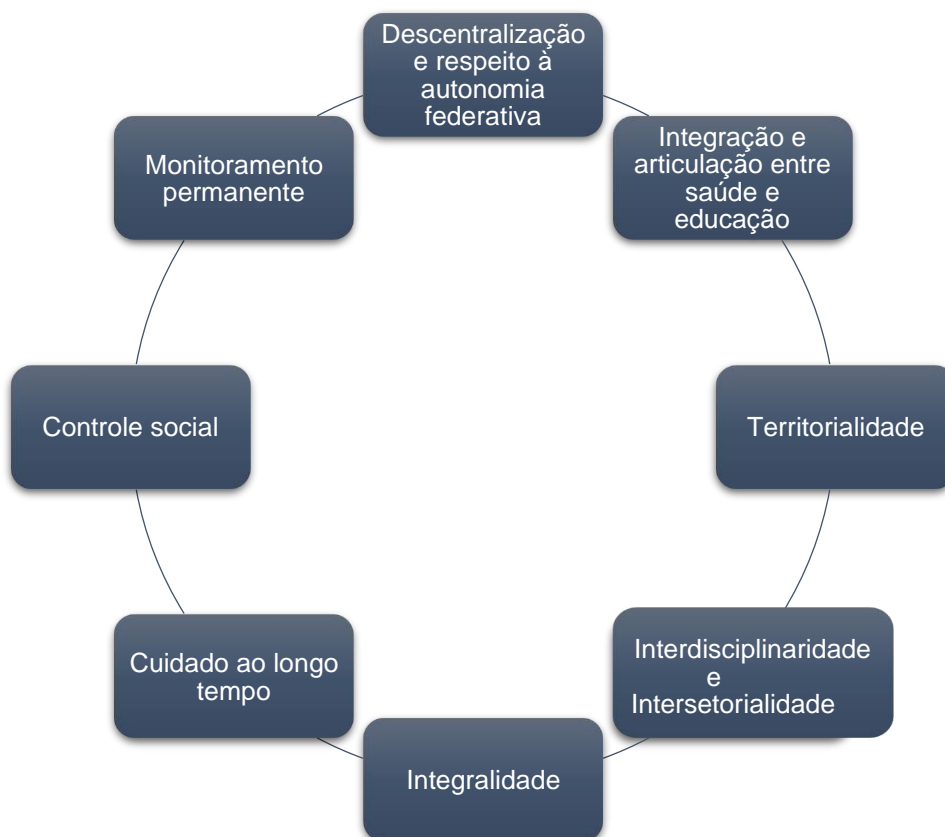 Descentralização
e respeito à
autonomia
federativa
Integração e
articulação entre
saúde e
educação
Territorialidade
Interdisciplinaridade
e
Intersetorialidade
Integralidade
Cuidado ao longo
tempo
Controle social
Monitoramento
permanente